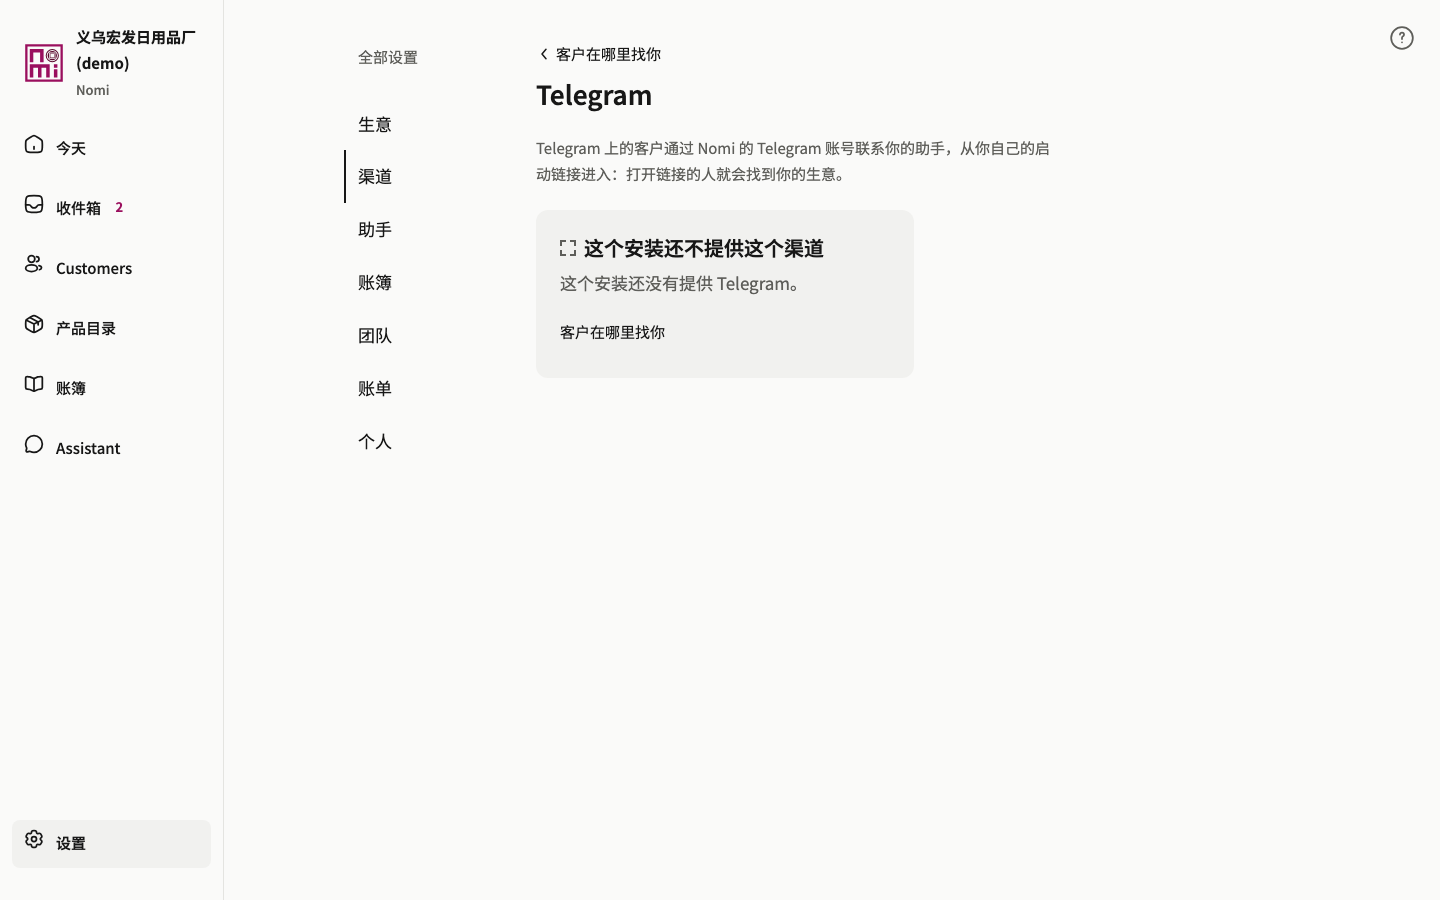 义乌宏发日用品厂
(demo)
Nomi
今天
收件箱 2
Customers
产品目录
账簿
Assistant
设置
全部设置
生意
渠道
助手
账簿
团队
账单
个人
客户在哪里找你
Telegram
Telegram 上的客户通过 Nomi 的 Telegram 账号联系你的助手，从你自己的启
动链接进入：打开链接的人就会找到你的生意。
这个安装还不提供这个渠道
这个安装还没有提供 Telegram。
客户在哪里找你